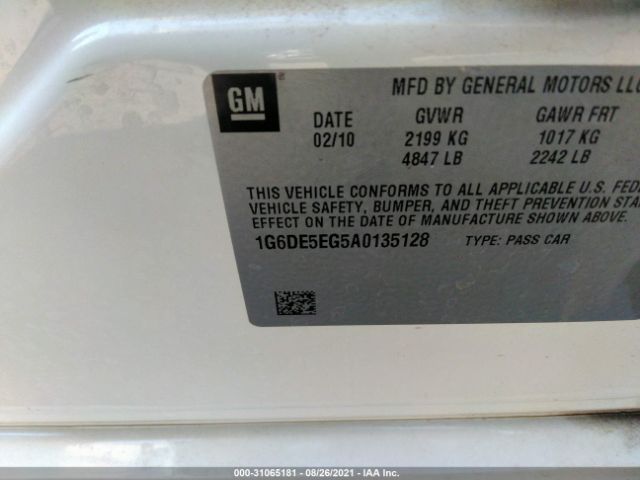 GM
MFD BY GENERAL MOTORS LLC
DATE GVWR GAWR FRT
02/10 2199 KG 1017 KG
4847 LB 2242 LB
THIS VEHICLE CONFORMS TO ALL APPLICABLE U.S. FEDE
VEHICLE SAFETY, BUMPER, AND THEFT PREVENTION STAN
EFFECT ON THE DATE OF MANUFACTURE SHOWN ABOVE.
1G6DE5EG5A0135128 TYPE: PASS CAR
000-31065181 - 08/26/2021 - IAA Inc.